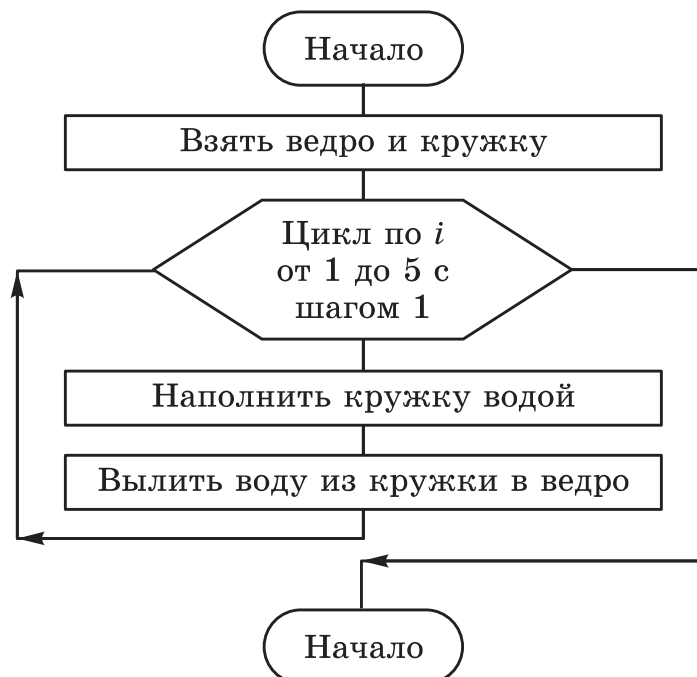 Начало
Взять ведро и кружку
Цикл по i
от 1 до 5 с
шагом 1
Наполнить кружку водой
Вылить воду из кружки в ведро
Начало